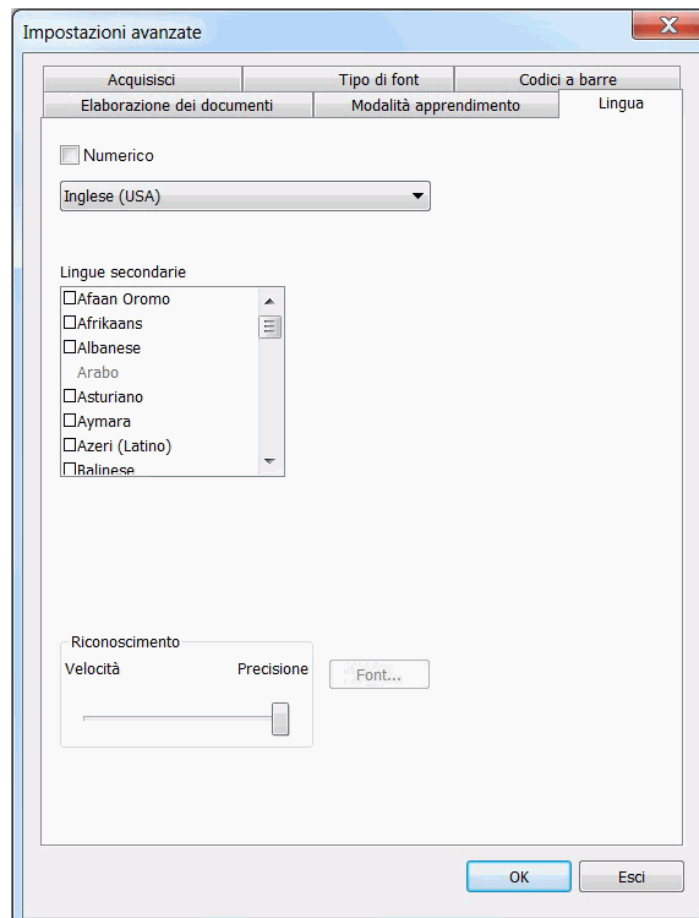 Impostazioni avanzate
Acquisisci Tipo di font Codici a barre
Elaborazione dei documenti Modalità apprendimento Lingua
Numerico
Inglese (USA)
Lingue secondarie
Afaan Oromo
Afrikaans
Albanese
Arabo
Asturiano
Aymara
Azeri (Latino)
Balinese
Riconoscimento
Velocità Precisione
Font...
OK Esci